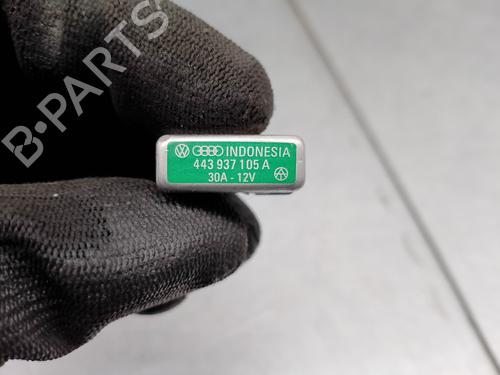 B-PARTS
INDONESIA
443 937 105 A
30A - 12V